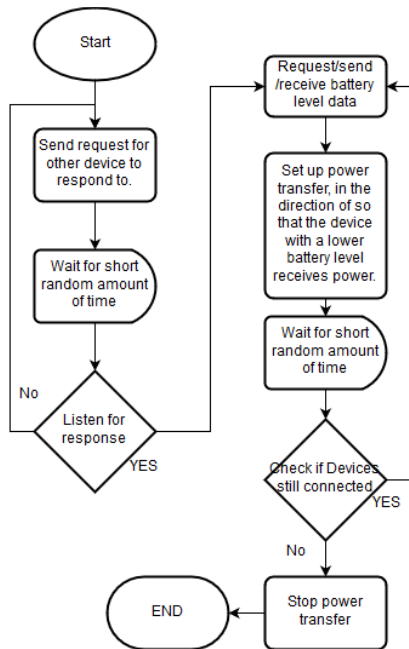 Start
Send request for
other device to
respond to.
Wait for short
random amount
of time
No
Listen for
response
YES
Request/send
/receive battery
level data
Set up power
transfer, in the
direction of so
that the device
with a lower
battery level
receives power.
Wait for short
random amount
of time
Check if Devices
still connected
YES
No
Stop power
transfer
END